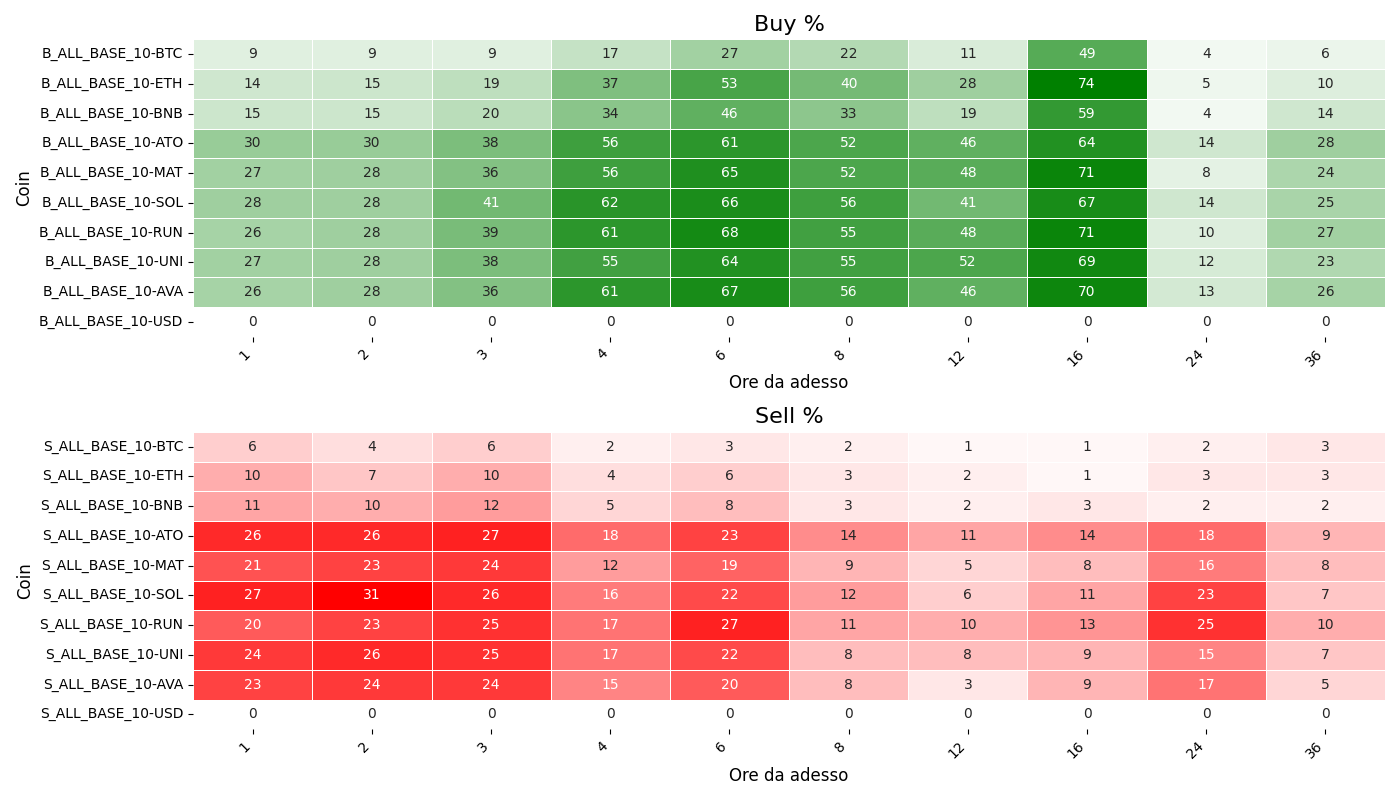 Buy %
Coin
B_ALL_BASE_10-BTC 9 9 9 17 27 22 11 49 4 6
B_ALL_BASE_10-ETH 14 15 19 37 53 40 28 74 5 10
B_ALL_BASE_10-BNB 15 15 20 34 46 33 19 59 4 14
B_ALL_BASE_10-ATO 30 30 38 56 61 52 46 64 14 28
B_ALL_BASE_10-MAT 27 28 36 56 65 52 48 71 8 24
B_ALL_BASE_10-SOL 28 28 41 62 66 56 41 67 14 25
B_ALL_BASE_10-RUN 26 28 39 61 68 55 48 71 10 27
B_ALL_BASE_10-UNI 27 28 38 55 64 55 52 69 12 23
B_ALL_BASE_10-AVA 26 28 36 61 67 56 46 70 13 26
B_ALL_BASE_10-USD 0 0 0 0 0 0 0 0 0 0
1 2 3 4 6 8 12 16 24 36
Ore da adesso
Sell %
Coin
S_ALL_BASE_10-BTC 6 4 6 2 3 2 1 1 2 3
S_ALL_BASE_10-ETH 10 7 10 4 6 3 2 1 3 3
S_ALL_BASE_10-BNB 11 10 12 5 8 3 2 3 2 2
S_ALL_BASE_10-ATO 26 26 27 18 23 14 11 14 18 9
S_ALL_BASE_10-MAT 21 23 24 12 19 9 5 8 16 8
S_ALL_BASE_10-SOL 27 31 26 16 22 12 6 11 23 7
S_ALL_BASE_10-RUN 20 23 25 17 27 11 10 13 25 10
S_ALL_BASE_10-UNI 24 26 25 17 22 8 8 9 15 7
S_ALL_BASE_10-AVA 23 24 24 15 20 8 3 9 17 5
S_ALL_BASE_10-USD 0 0 0 0 0 0 0 0 0 0
1 2 3 4 6 8 12 16 24 36
Ore da adesso